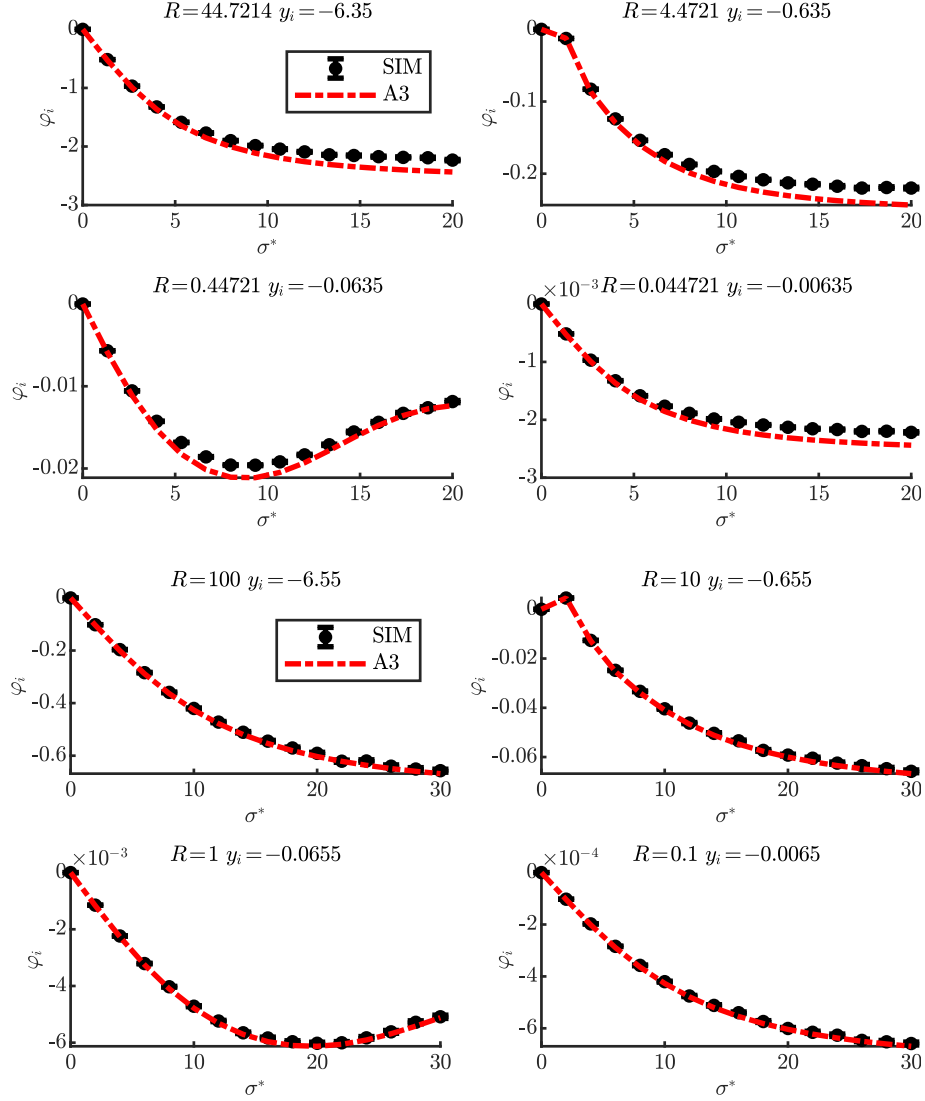 R=44.7214 y_i=−6.35
0
-1
-2
-3
φ_i
0 5 10 15 20
σ*
SIM
A3
R=4.4721 y_i=−0.635
0
-0.1
-0.2
φ_i
0 5 10 15 20
σ*
R=0.44721 y_i=−0.0635
0
-0.01
-0.02
φ_i
0 5 10 15 20
σ*
×10⁻³ R=0.044721 y_i=−0.00635
0
-1
-2
-3
φ_i
0 5 10 15 20
σ*
R=100 y_i=−6.55
0
-0.2
-0.4
-0.6
φ_i
0 10 20 30
σ*
SIM
A3
R=10 y_i=−0.655
0
-0.02
-0.04
-0.06
φ_i
0 10 20 30
σ*
×10⁻³ R=1 y_i=−0.0655
0
-2
-4
-6
φ_i
0 10 20 30
σ*
×10⁻⁴ R=0.1 y_i=−0.0065
0
-2
-4
-6
φ_i
0 10 20 30
σ*